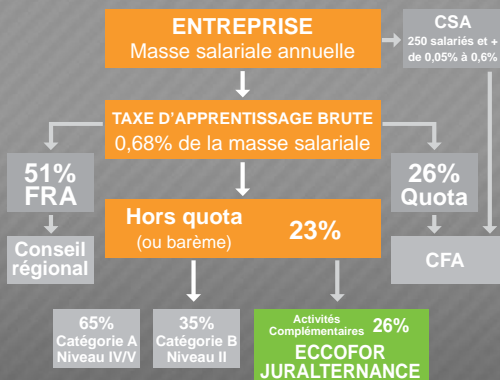 ENTREPRISE
Masse salariale annuelle
CSA
250 salariés et +
de 0,05% à 0,6%
TAXE D'APPRENTISSAGE BRUTE
0,68% de la masse salariale
51%
FRA
26%
Quota
Hors quota
(ou barème)
23%
Conseil
régional
CFA
65%
Catégorie A
Niveau IV/V
35%
Catégorie B
Niveau II
Activités
Complémentaires 26%
ECCOFOR
JURALTERNANCE